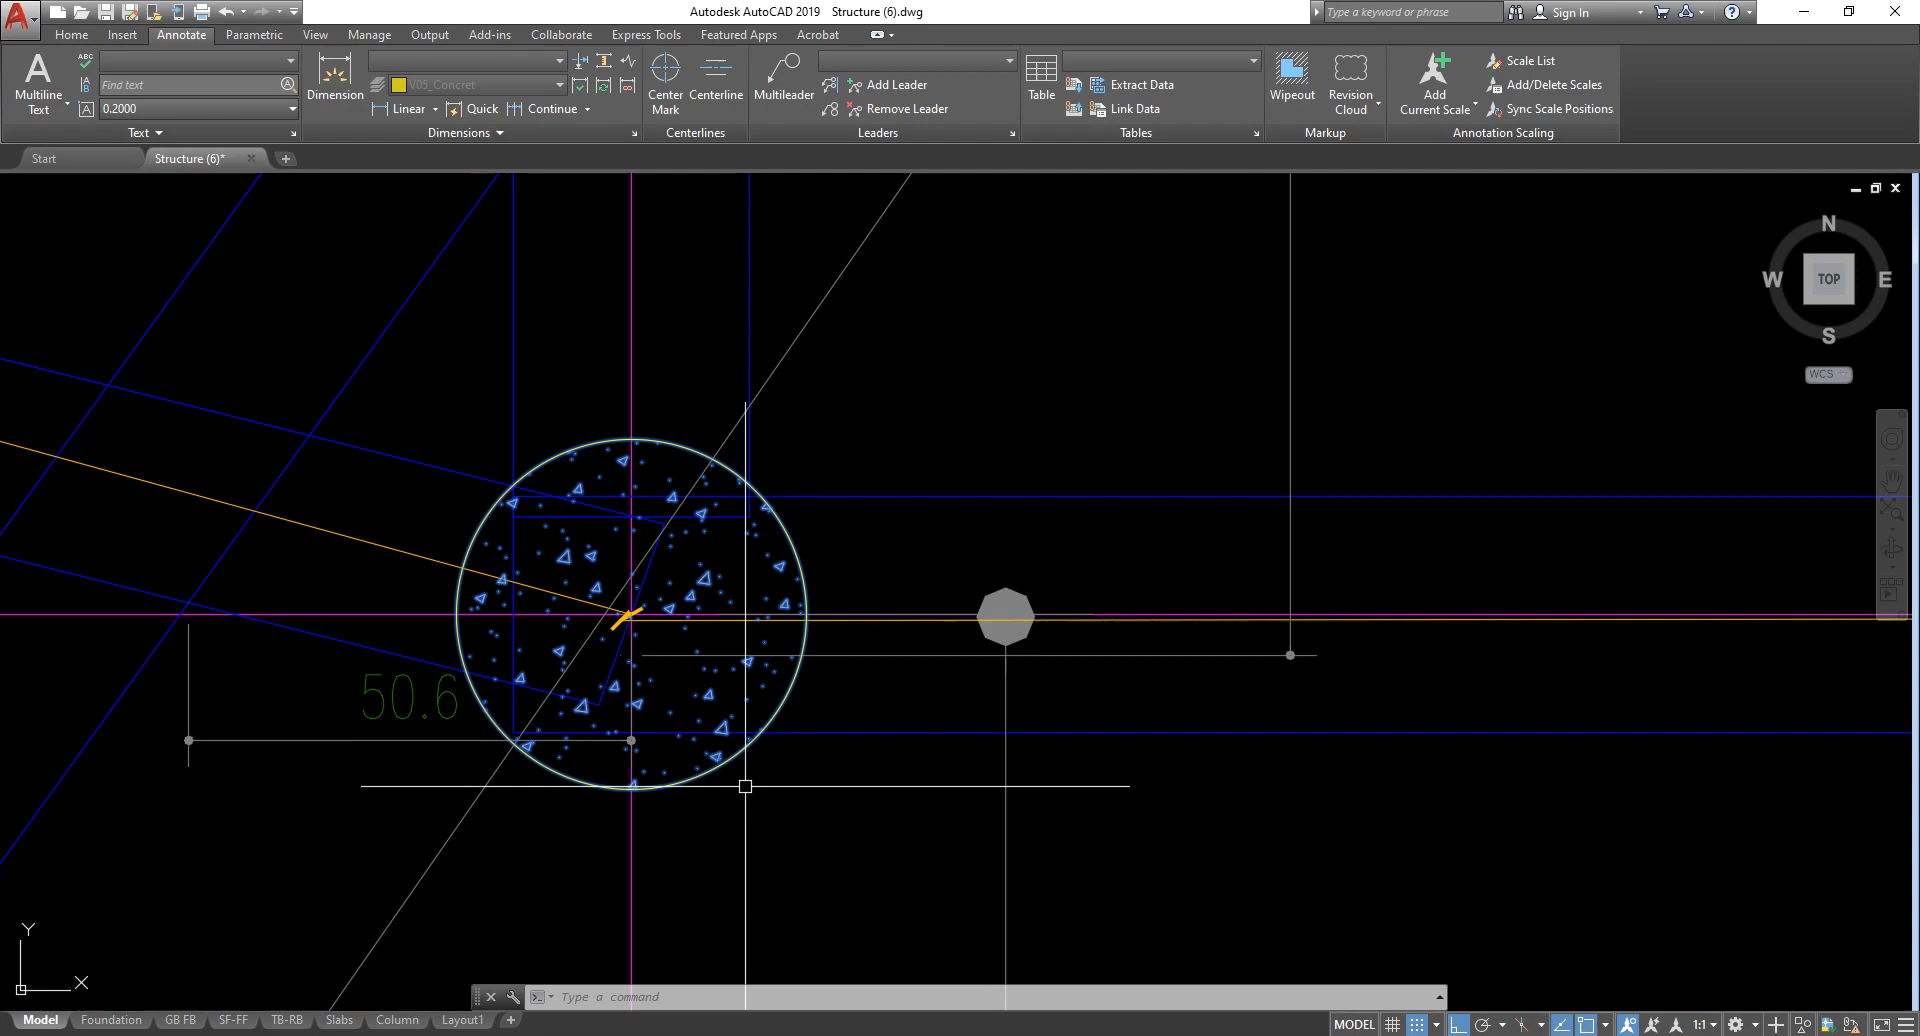 Autodesk AutoCAD 2019 Structure (6).dwg
Type a keyword or phrase
Sign In
Home Insert Annotate Parametric View Manage Output Add-ins Collaborate Express Tools Featured Apps Acrobat
Multiline Text
ABC
Find text
0.2000
Text
Dimension
V05_Concret
Linear Quick Continue
Dimensions
Center Mark
Centerline
Centerlines
Multileader
Add Leader
Remove Leader
Leaders
Table
Extract Data
Link Data
Tables
Wipeout
Revision Cloud
Markup
Add Current Scale
Scale List
Add/Delete Scales
Sync Scale Positions
Annotation Scaling
Start
Structure (6)*
N
W TOP E
S
WCS
50.6
Y
X
Type a command
Model Foundation GB FB SF-FF TB-RB Slabs Column Layout1
MODEL
1:1